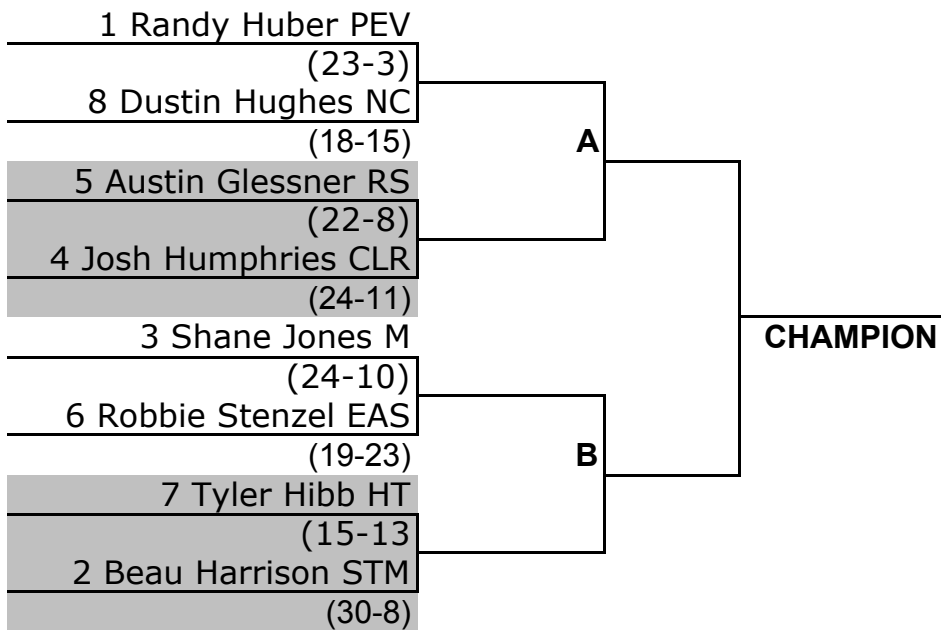 1 Randy Huber PEV
(23-3)
8 Dustin Hughes NC
(18-15)
A
5 Austin Glessner RS
(22-8)
4 Josh Humphries CLR
(24-11)
3 Shane Jones M
CHAMPION
(24-10)
6 Robbie Stenzel EAS
(19-23)
B
7 Tyler Hibb HT
(15-13
2 Beau Harrison STM
(30-8)